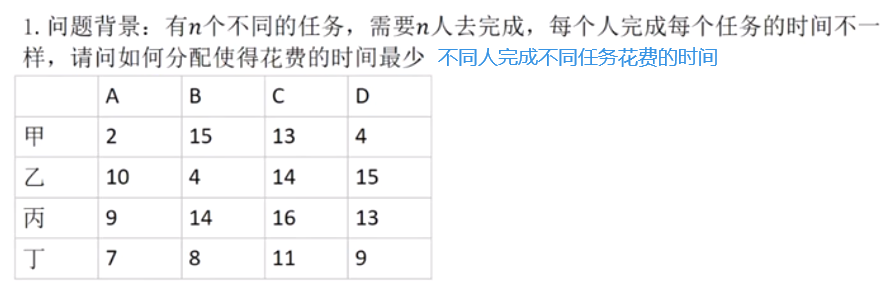 1. 问题背景：有n个不同的任务，需要n人去完成，每个人完成每个任务的时间不一
样，请问如何分配使得花费的时间最少 不同人完成不同任务花费的时间
A B C D
甲 2 15 13 4
乙 10 4 14 15
丙 9 14 16 13
丁 7 8 11 9